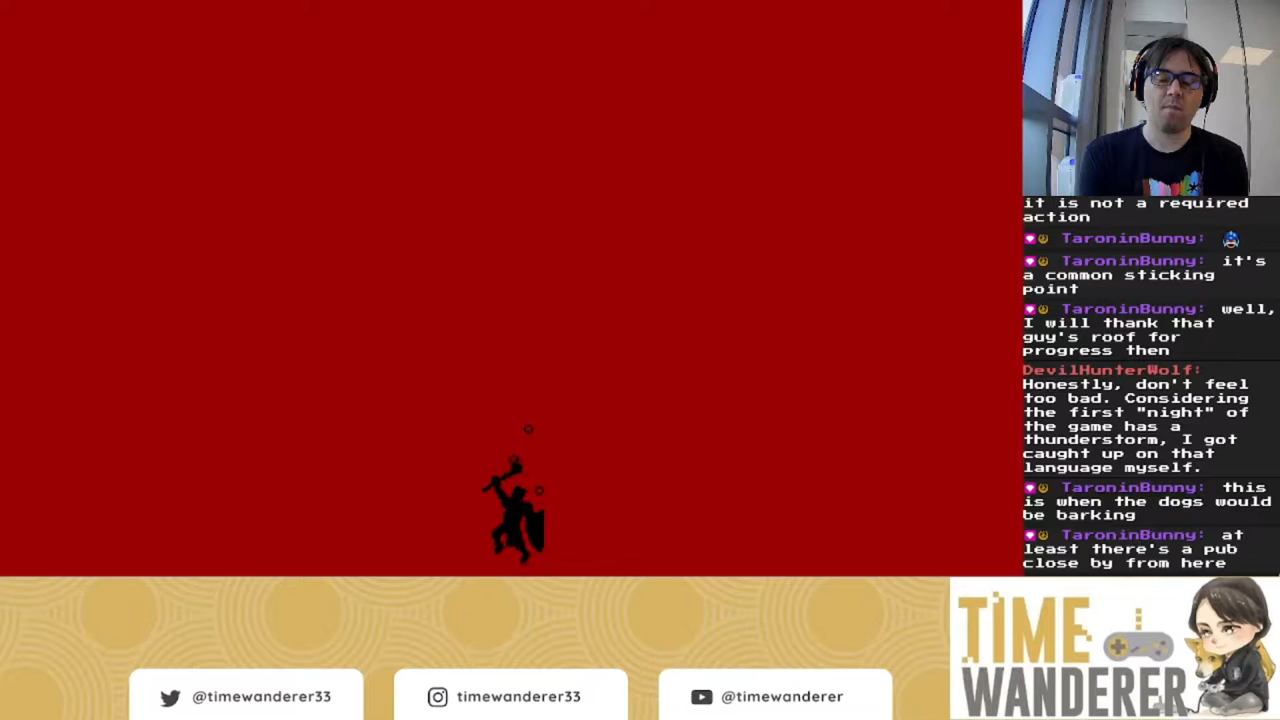 it is not a required
action
TaroninBunny:
TaroninBunny: it's
a common sticking
point
TaroninBunny: well,
I will thank that
guy's roof for
progress then
DevilHunterWolf:
Honestly, don't feel
too bad. Considering
the first "night" of
the game has a
thunderstorm, I got
caught up on that
language myself.
TaroninBunny: this
is when the dogs would
be barking
TaroninBunny: at
least there's a pub
close by from here
TIME
WANDERER
@timewanderer33
timewanderer33
@timewanderer